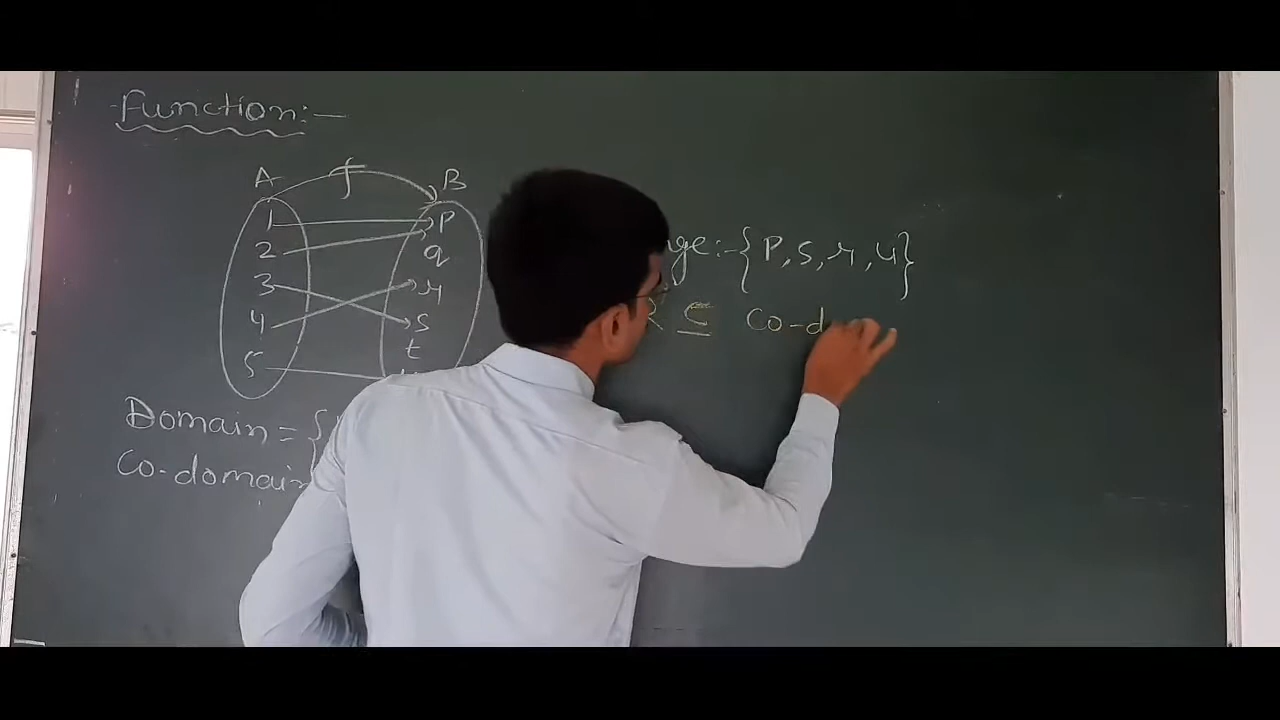 Function:-
A f B
1 p
2 q
3 r
4 s
5 t
Domain = {
Co-domain
ge:- {p, s, r, u}
R ⊆ Co-d